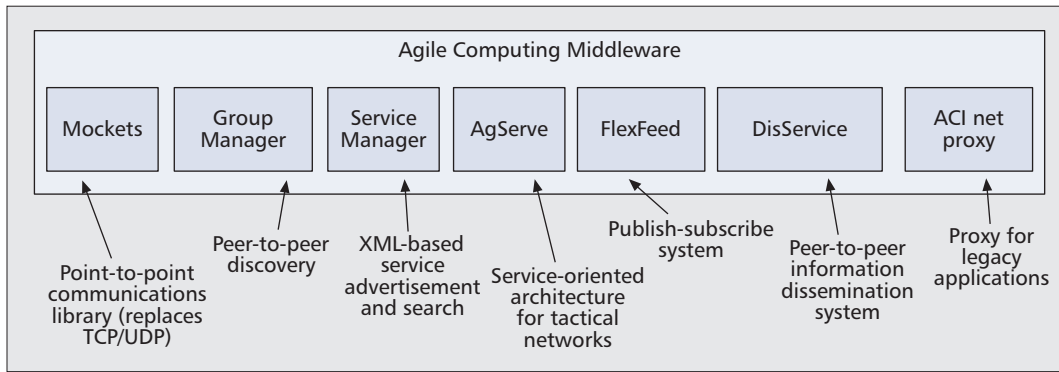 Agile Computing Middleware
Mockets
Group
Manager
Service
Manager
AgServe
FlexFeed
DisService
ACI net
proxy
Point-to-point
communications
library (replaces
TCP/UDP)
Peer-to-peer
discovery
XML-based
service
advertisement
and search
Service-oriented
architecture
for tactical
networks
Publish-subscribe
system
Peer-to-peer
information
dissemination
system
Proxy for
legacy
applications